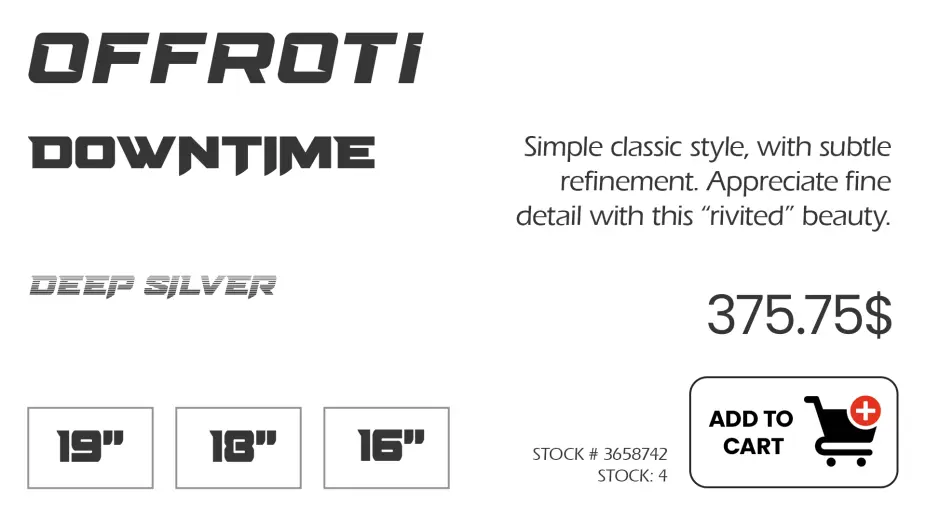 OFFROTI
DOWNTIME
Simple classic style, with subtle
refinement. Appreciate fine
detail with this “rivited” beauty.
DEEP SILVER
375.75$
19”
18”
16”
STOCK # 3658742
STOCK: 4
ADD TO
CART